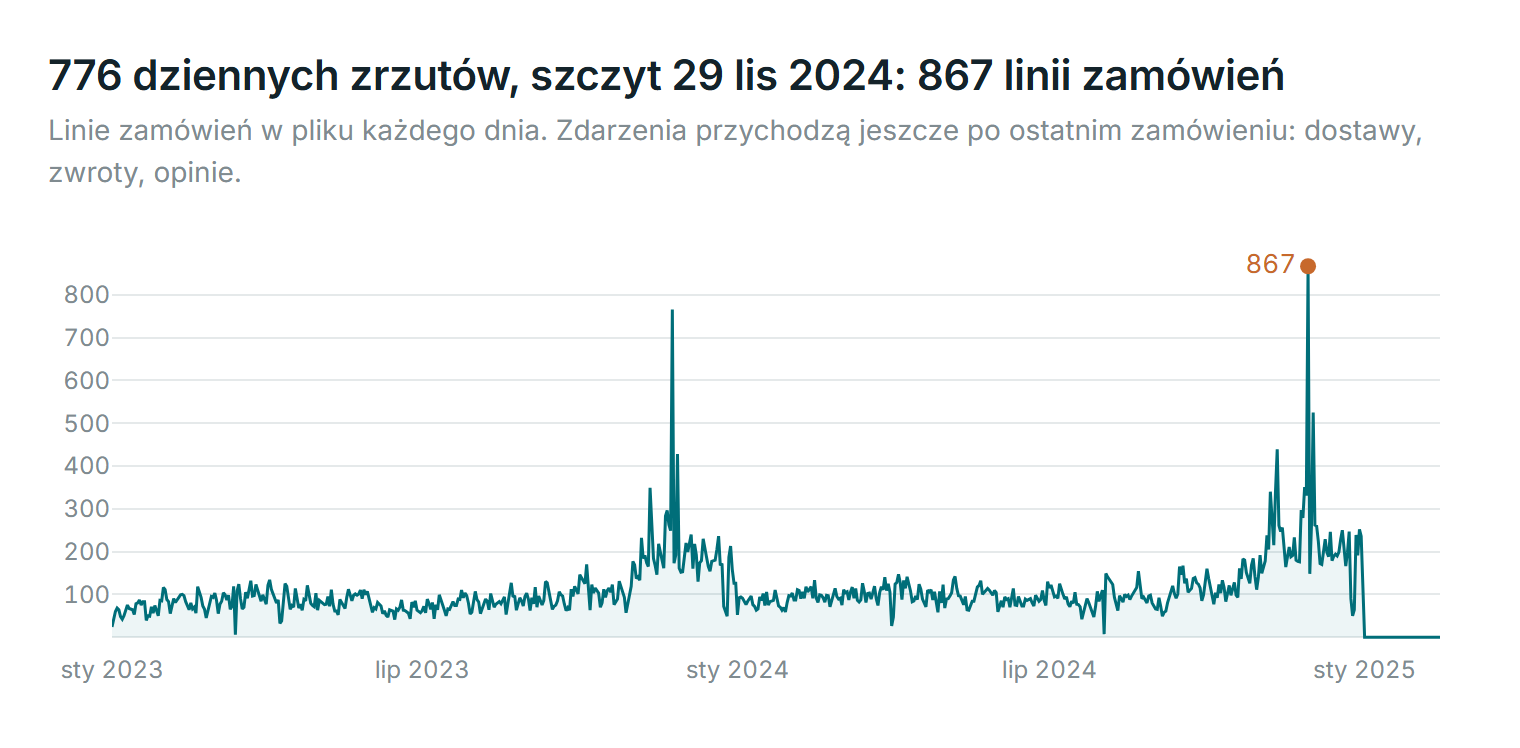 776 dziennych zrzutów, szczyt 29 lis 2024: 867 linii zamówień
Linie zamówień w pliku każdego dnia. Zdarzenia przychodzą jeszcze po ostatnim zamówieniu: dostawy,
zwroty, opinie.
867
800
700
600
500
400
300
200
100
sty 2023
lip 2023
sty 2024
lip 2024
sty 2025